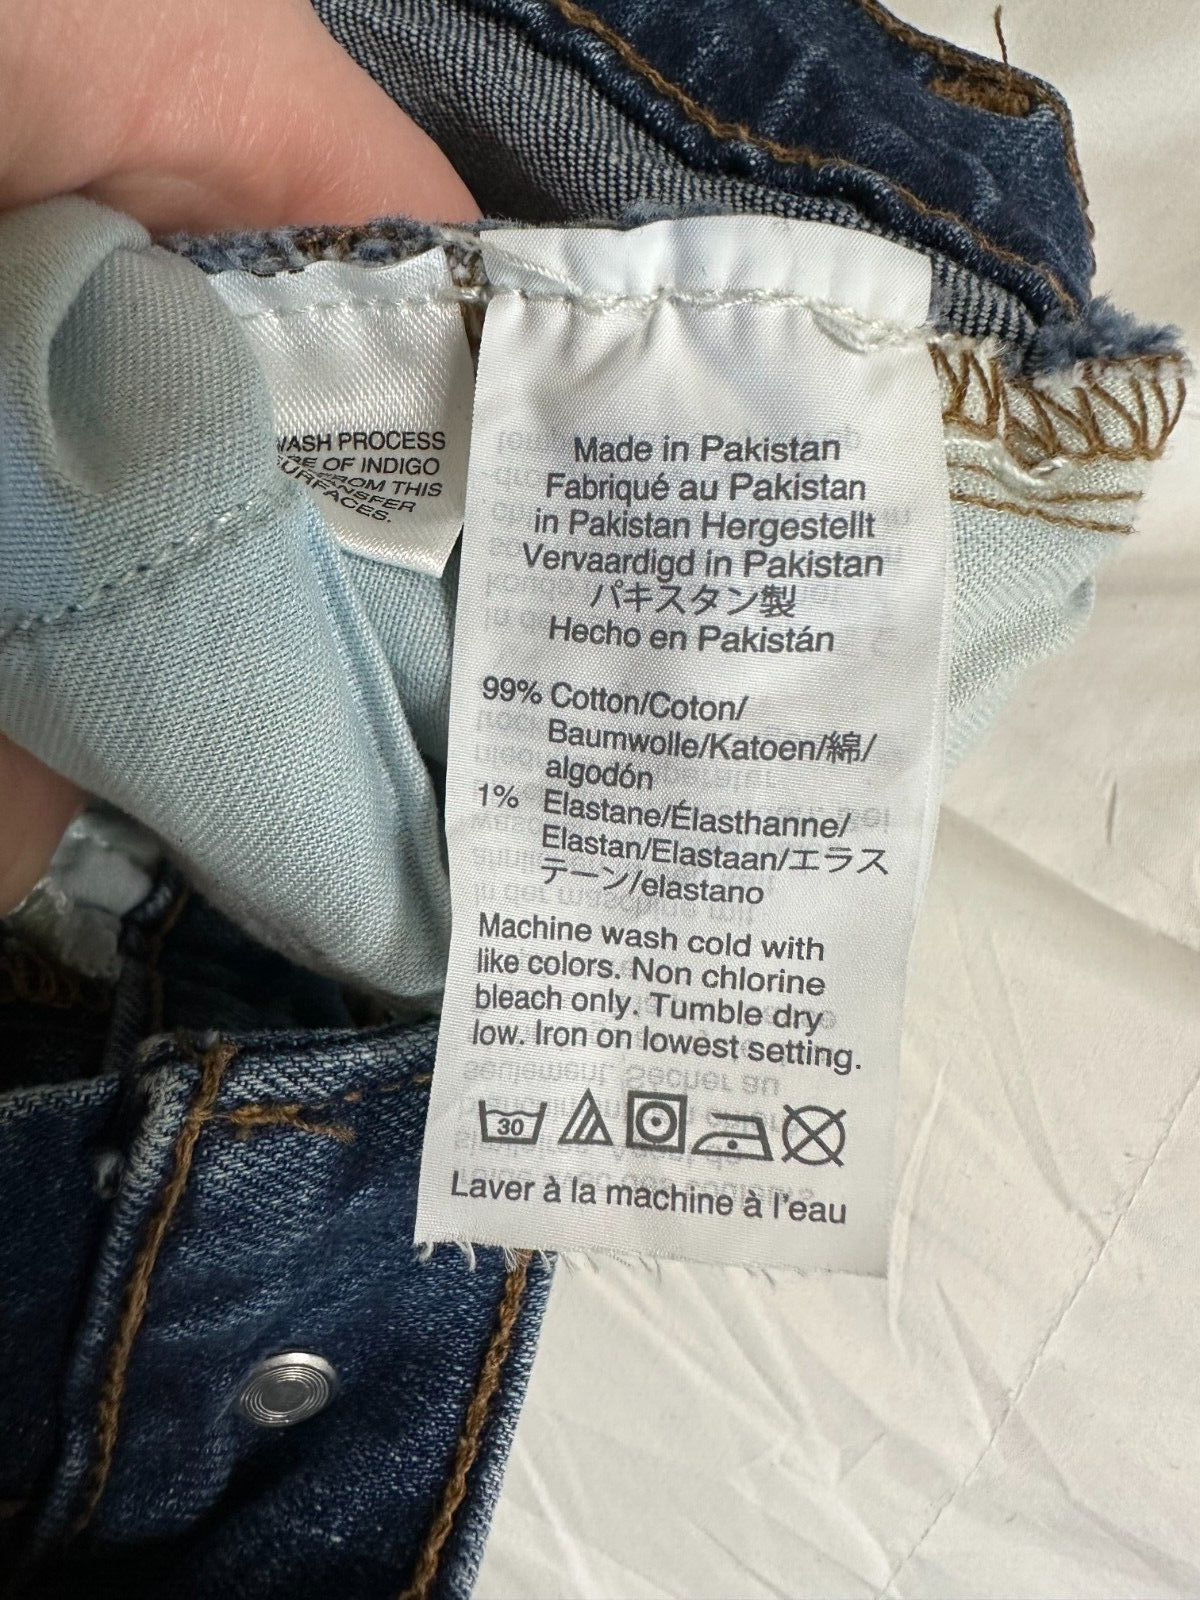 WASH PROCESS
OF INDIGO
FROM THIS
Made in Pakistan
Fabriqué au Pakistan
in Pakistan Hergestellt
Vervaardigd in Pakistan
パキスタン製
Hecho en Pakistán
99% Cotton/Coton/
Baumwolle/Katoen/綿/
algodón
1% Elastane/Élasthanne/
Elastan/Elastaan/エラス
テーン/elastano
Machine wash cold with
like colors. Non chlorine
bleach only. Tumble dry
low. Iron on lowest setting.
30
Laver à la machine à l'eau